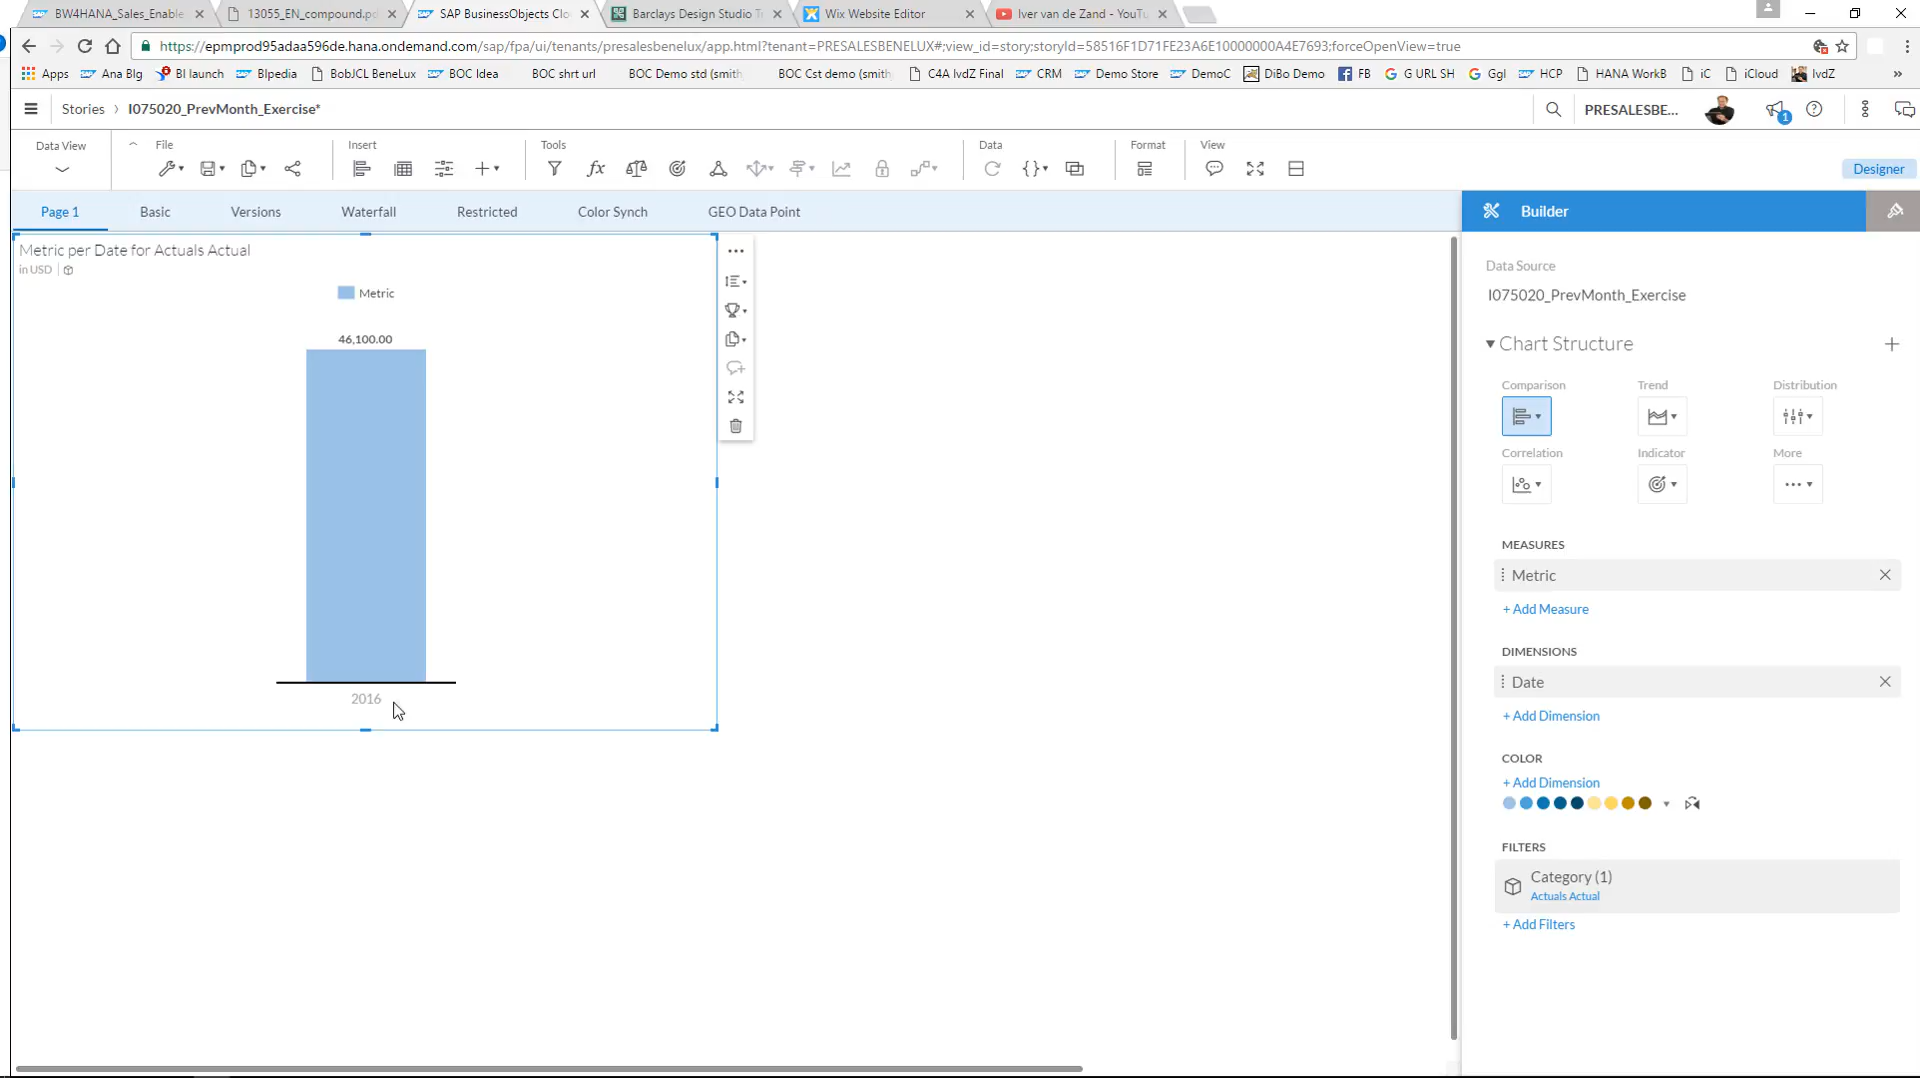 BW4HANA_Sales_Enable
13055_EN_compound.pd
SAP BusinessObjects Clo
Barclays Design Studio Tr
Wix Website Editor
Iver van de Zand - YouTu
https://epmprod95adaa596de.hana.ondemand.com/sap/fpa/ui/tenants/presalesbenelux/app.html?tenant=PRESALESBENELUX#;view_id=story;storyId=58516F1D71FE23A6E10000000A4E7693;forceOpenView=true
Apps
Ana Blg
BI launch
BIpedia
BobJCL BeneLux
BOC Idea
BOC shrt url
BOC Demo std (smith
BOC Cst demo (smith
C4A IvdZ Final
CRM
Demo Store
DemoC
DiBo Demo
FB
G URL SH
Ggl
HCP
HANA WorkB
iC
iCloud
IvdZ
»
Stories > I075020_PrevMonth_Exercise*
PRESALESBE...
1
Data View
File
Insert
Tools
Data
Format
View
Designer
Page 1
Basic
Versions
Waterfall
Restricted
Color Synch
GEO Data Point
Builder
Metric per Date for Actuals Actual
in USD
Metric
46,100.00
2016
Data Source
I075020_PrevMonth_Exercise
Chart Structure
Comparison
Trend
Distribution
Correlation
Indicator
More
MEASURES
Metric
+ Add Measure
DIMENSIONS
Date
+ Add Dimension
COLOR
+ Add Dimension
FILTERS
Category (1)
Actuals Actual
+ Add Filters